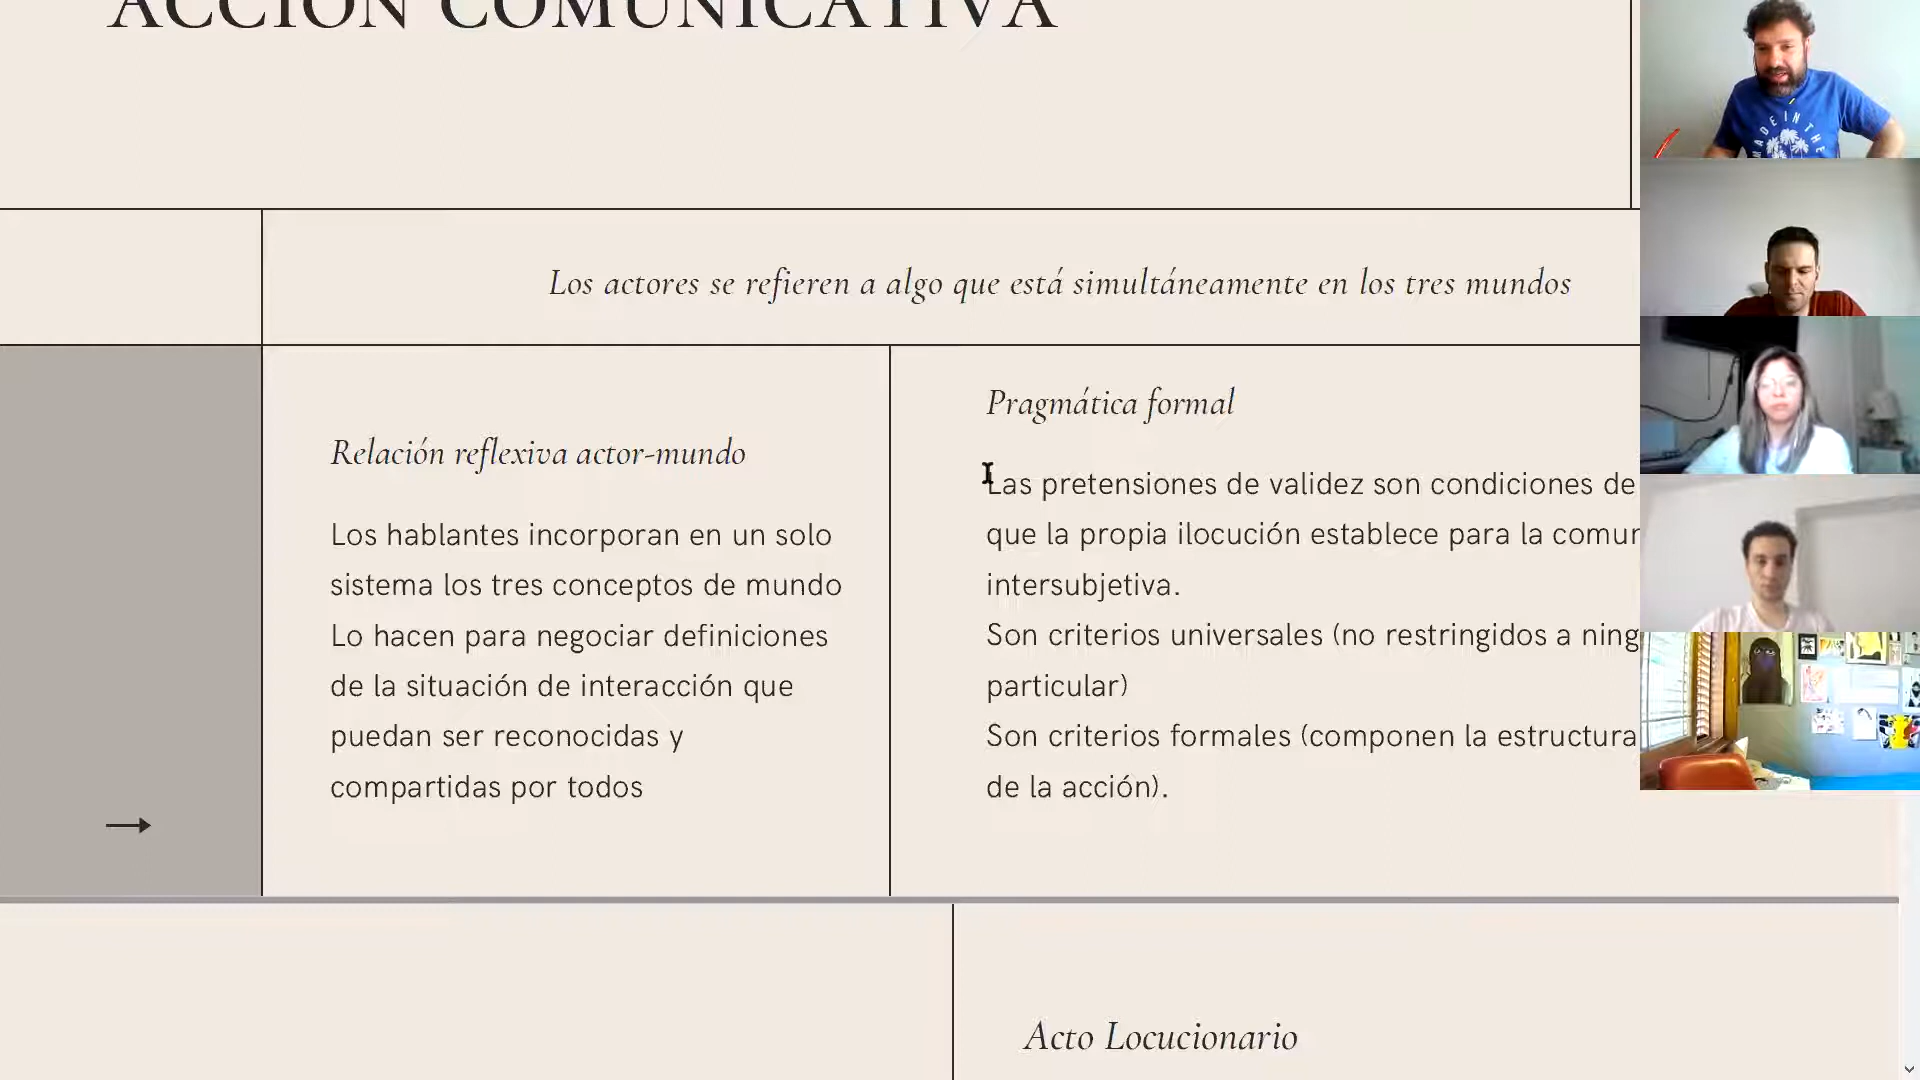 ACCIÓN COMUNICATIVA
Los actores se refieren a algo que está simultáneamente en los tres mundos
Relación reflexiva actor-mundo
Los hablantes incorporan en un solo
sistema los tres conceptos de mundo
Lo hacen para negociar definiciones
de la situación de interacción que
puedan ser reconocidas y
compartidas por todos
Pragmática formal
Las pretensiones de validez son condiciones de
que la propia ilocución establece para la comun
intersubjetiva.
Son criterios universales (no restringidos a ning
particular)
Son criterios formales (componen la estructura
de la acción).
Acto Locucionario
MADE IN THE